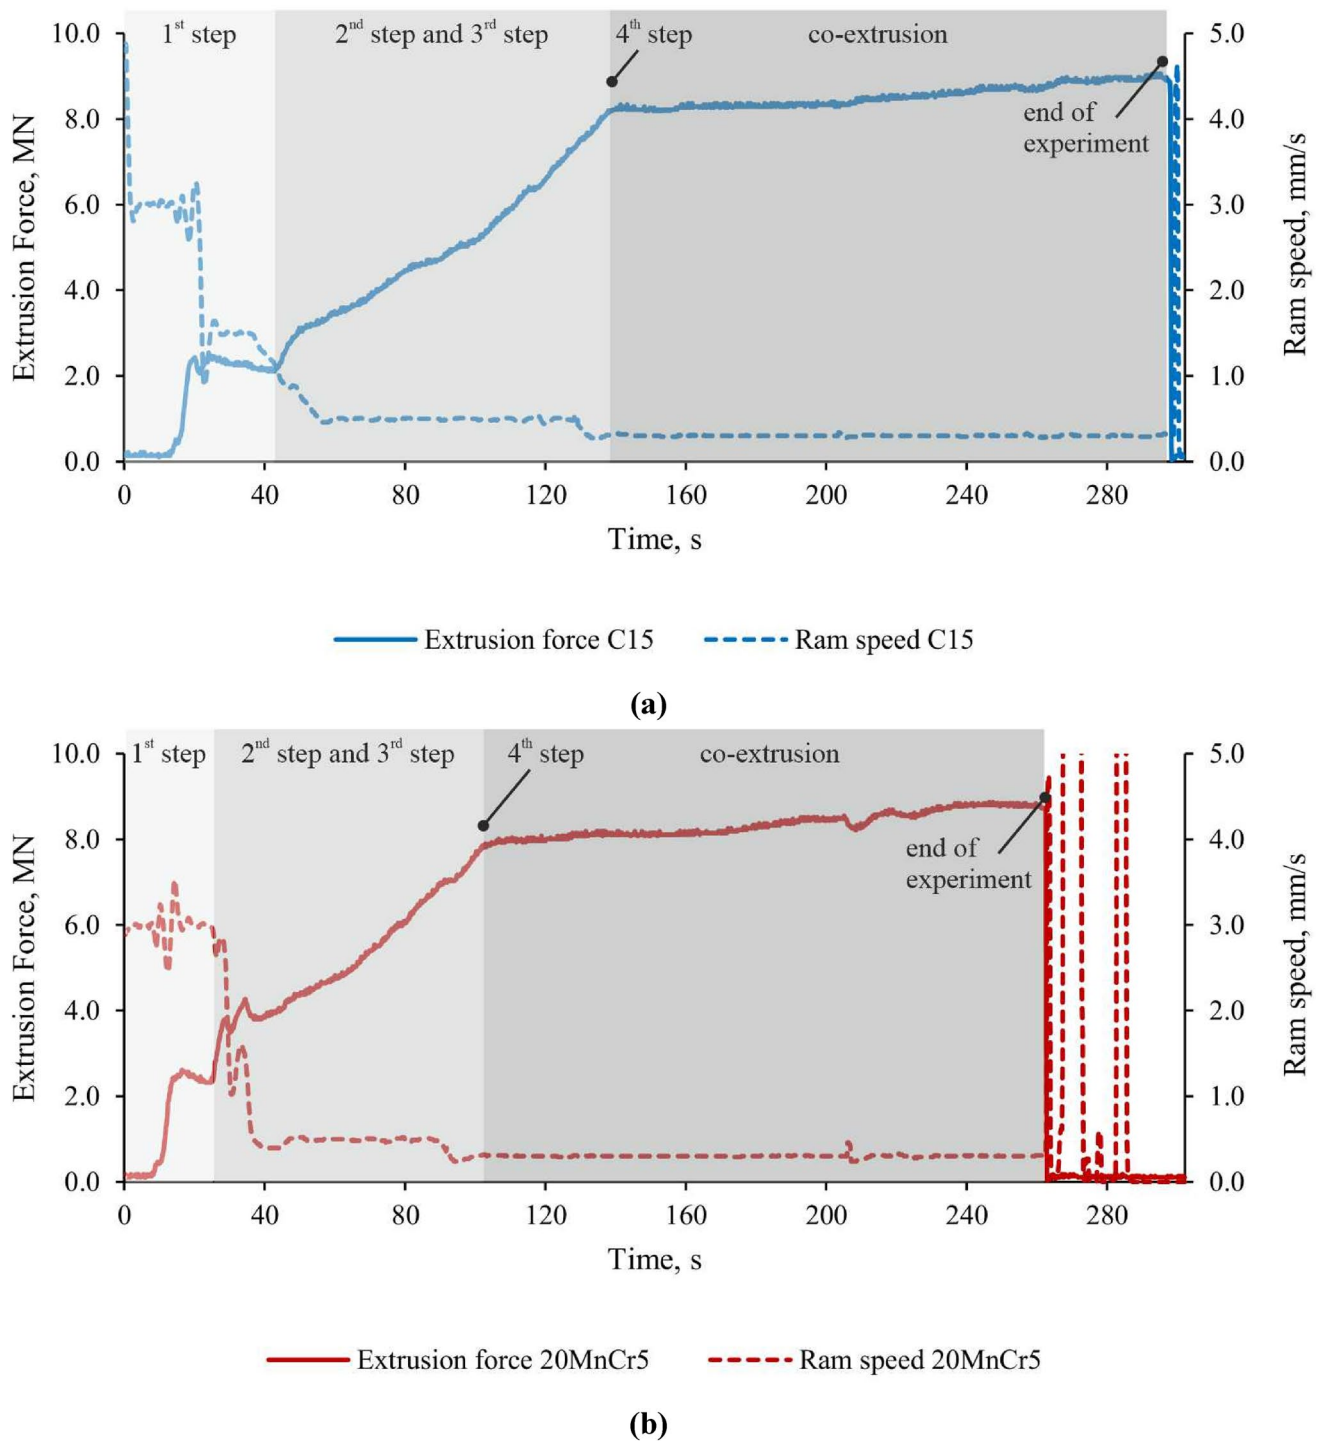 1st step
2nd step and 3rd step
4th step
co-extrusion
10.0
8.0
6.0
4.0
2.0
0.0
Extrusion Force, MN
5.0
4.0
3.0
2.0
1.0
0.0
Ram speed, mm/s
end of
experiment
0 40 80 120 160 200 240 280
Time, s
Extrusion force C15
Ram speed C15
(a)
1st step
2nd step and 3rd step
4th step
co-extrusion
10.0
8.0
6.0
4.0
2.0
0.0
Extrusion Force, MN
5.0
4.0
3.0
2.0
1.0
0.0
Ram speed, mm/s
end of
experiment
0 40 80 120 160 200 240 280
Time, s
Extrusion force 20MnCr5
Ram speed 20MnCr5
(b)